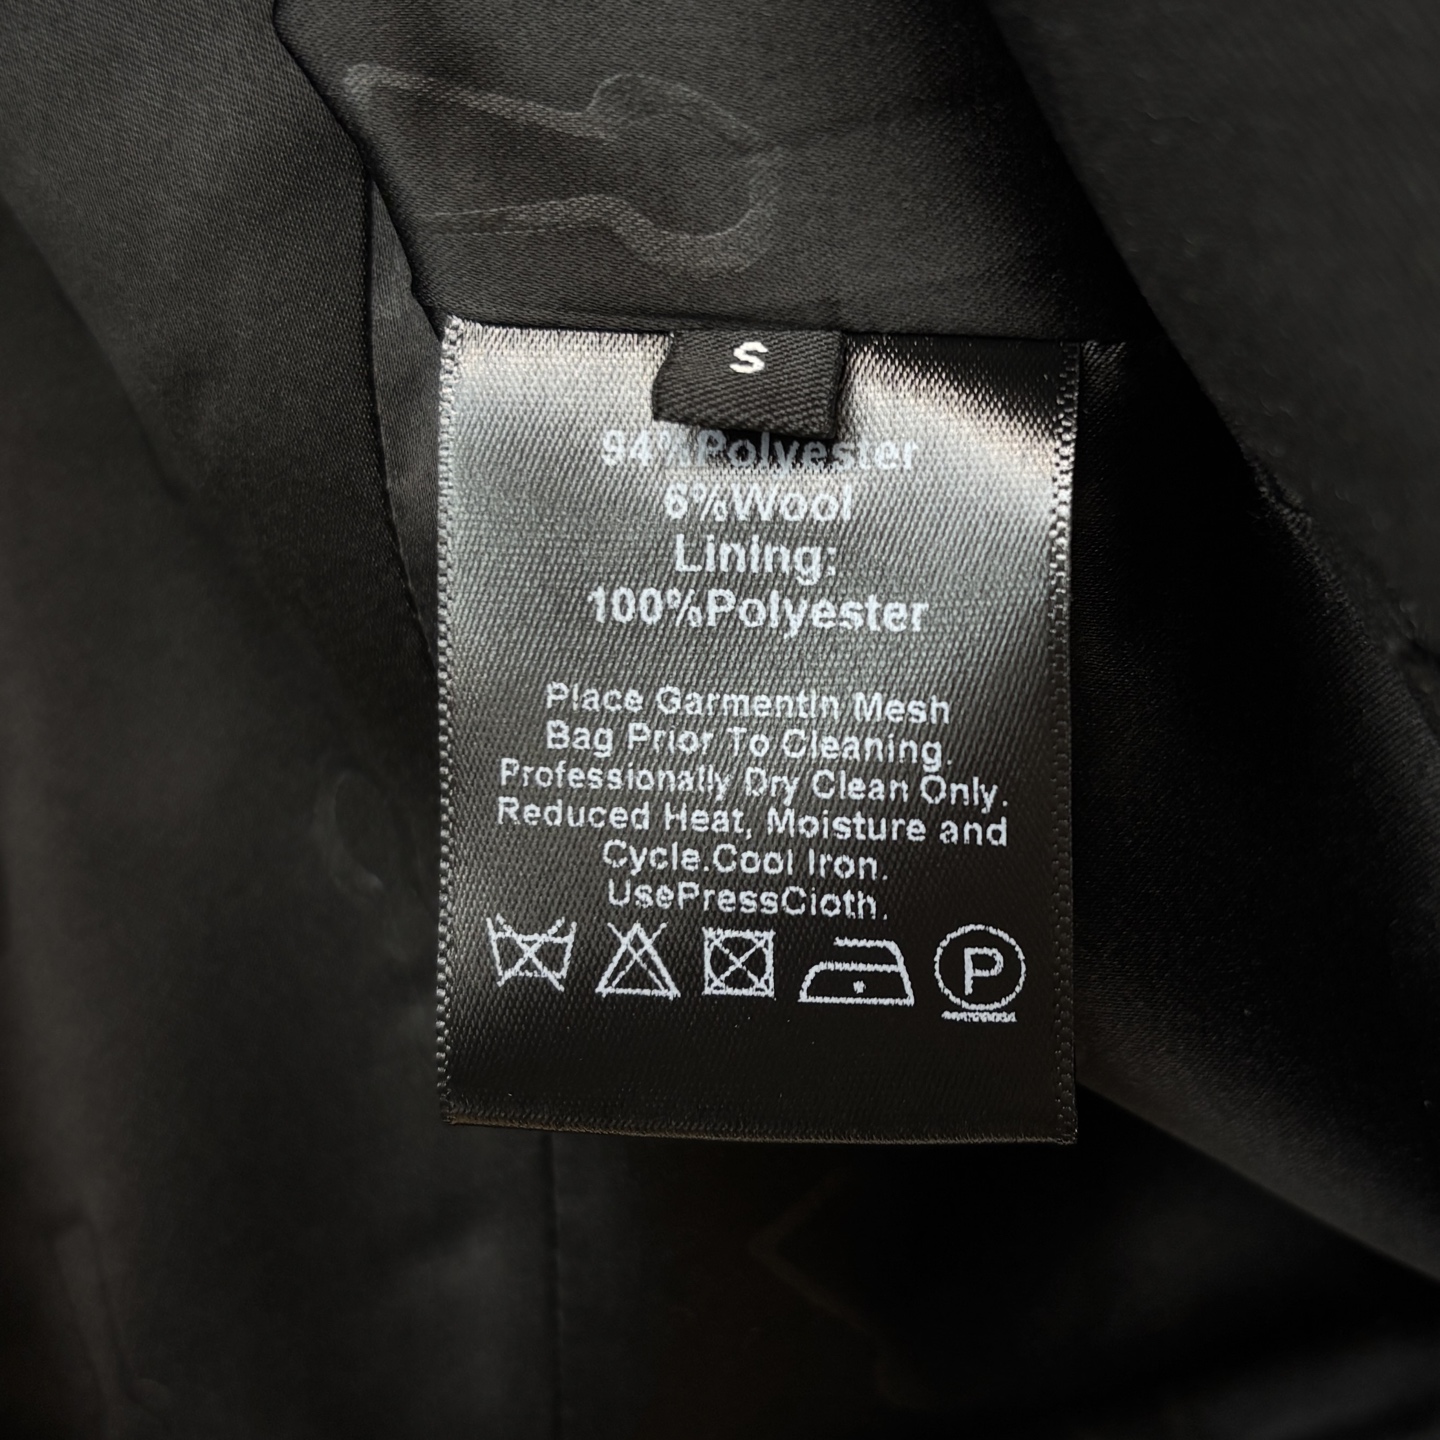 S
94%Polyester
6%Wool
Lining:
100%Polyester
Place GarmentIn Mesh
Bag Prior To Cleaning.
Professionally Dry Clean Only.
Reduced Heat, Moisture and
Cycle.Cool Iron.
UsePressCloth.
P